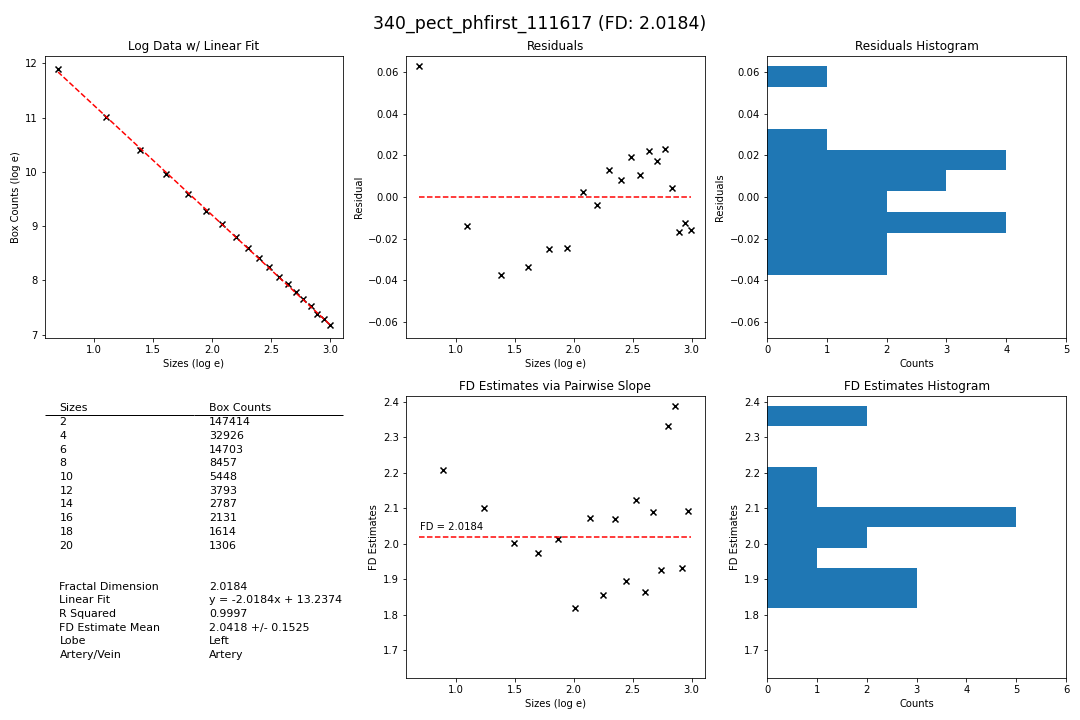 340_pect_phfirst_111617 (FD: 2.0184)
Log Data w/ Linear Fit
Box Counts (log e)
12
11
10
9
8
7
1.0 1.5 2.0 2.5 3.0
Sizes (log e)
Residuals
Residual
0.06
0.04
0.02
0.00
−0.02
−0.04
−0.06
1.0 1.5 2.0 2.5 3.0
Sizes (log e)
Residuals Histogram
Residuals
0.06
0.04
0.02
0.00
−0.02
−0.04
−0.06
0 1 2 3 4 5
Counts
Sizes Box Counts
2 147414
4 32926
6 14703
8 8457
10 5448
12 3793
14 2787
16 2131
18 1614
20 1306
Fractal Dimension 2.0184
Linear Fit y = -2.0184x + 13.2374
R Squared 0.9997
FD Estimate Mean 2.0418 +/- 0.1525
Lobe Left
Artery/Vein Artery
FD Estimates via Pairwise Slope
FD Estimates
2.4
2.3
2.2
2.1
2.0
1.9
1.8
1.7
FD = 2.0184
1.0 1.5 2.0 2.5 3.0
Sizes (log e)
FD Estimates Histogram
FD Estimates
2.4
2.3
2.2
2.1
2.0
1.9
1.8
1.7
0 1 2 3 4 5 6
Counts